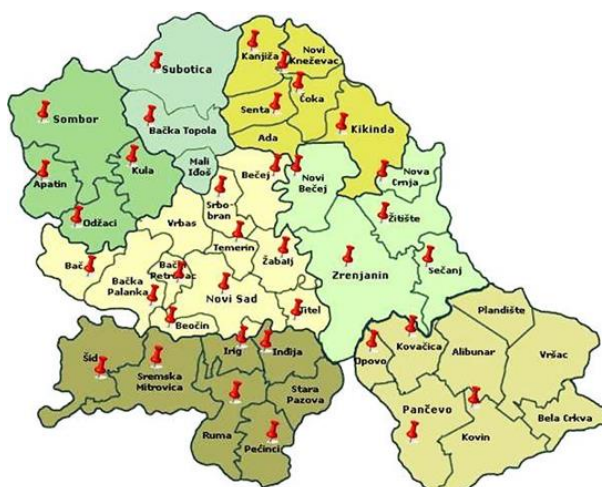 Subotica
Kanjiža
Novi
Kneževac
Senta
Čoka
Sombor
Bačka Topola
Kikinda
Ada
Mali
Iđoš
Kula
Bečej
Novi
Bečej
Nova
Crnja
Apatin
Srbo-
bran
Odžaci
Vrbas
Žitište
Temerin
Bač
Bački
Petrovac
Žabalj
Zrenjanin
Sečanj
Bačka
Palanka
Novi Sad
Titel
Beočin
Plandište
Šid
Irig
Inđija
Opovo
Kovačica
Alibunar
Vršac
Sremska
Mitrovica
Stara
Pazova
Pančevo
Bela Crkva
Ruma
Pećinci
Kovin